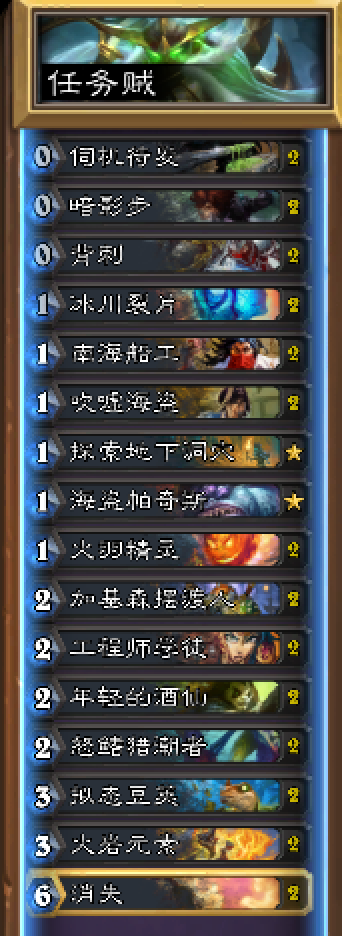 任务贼
0 伺机待发 2
0 暗影步 2
0 背刺 2
1 冰川裂片 2
1 南海船工 2
1 吹嘘海盗 2
1 探索地下洞穴
1 海盗帕奇斯
1 火羽精灵 2
2 加基森摆渡人 2
2 工程师学徒 2
2 年轻的酒仙 2
2 怒鳍猎潮者 2
3 拟态豆荚 2
3 火岩元素 2
6 消失 2